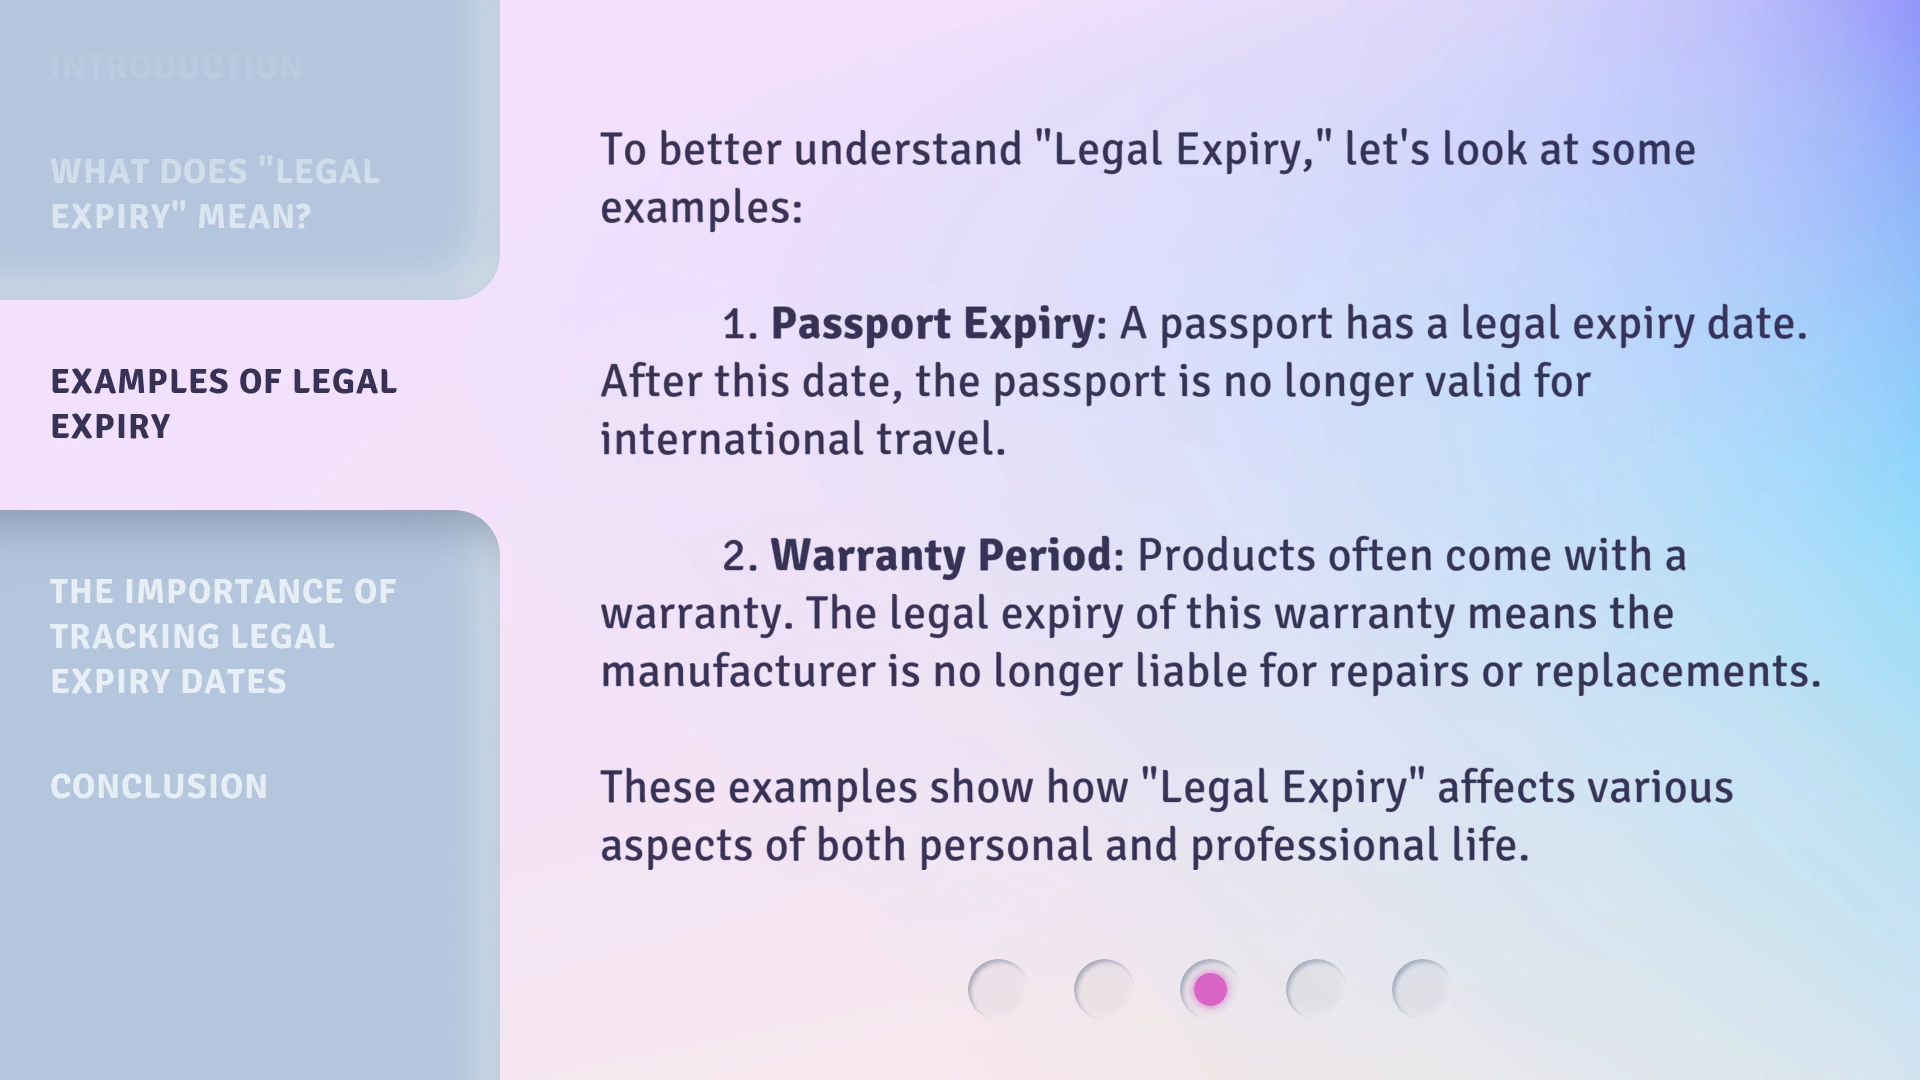 INTRODUCTION
WHAT DOES "LEGAL
EXPIRY" MEAN?
EXAMPLES OF LEGAL
EXPIRY
THE IMPORTANCE OF
TRACKING LEGAL
EXPIRY DATES
CONCLUSION
To better understand "Legal Expiry," let's look at some
examples:
1. Passport Expiry: A passport has a legal expiry date.
After this date, the passport is no longer valid for
international travel.
2. Warranty Period: Products often come with a
warranty. The legal expiry of this warranty means the
manufacturer is no longer liable for repairs or replacements.
These examples show how "Legal Expiry" affects various
aspects of both personal and professional life.